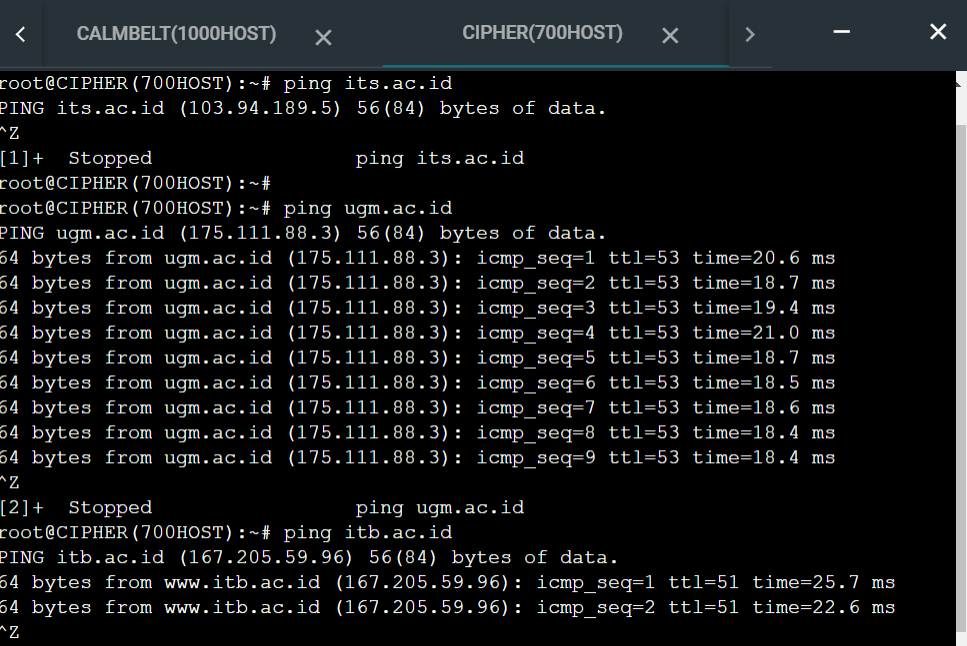 CALMBELT(1000HOST)
CIPHER(700HOST)
root@CIPHER(700HOST):~# ping its.ac.id
PING its.ac.id (103.94.189.5) 56(84) bytes of data.
^Z
[1]+  Stopped                 ping its.ac.id
root@CIPHER(700HOST):~#
root@CIPHER(700HOST):~# ping ugm.ac.id
PING ugm.ac.id (175.111.88.3) 56(84) bytes of data.
64 bytes from ugm.ac.id (175.111.88.3): icmp_seq=1 ttl=53 time=20.6 ms
64 bytes from ugm.ac.id (175.111.88.3): icmp_seq=2 ttl=53 time=18.7 ms
64 bytes from ugm.ac.id (175.111.88.3): icmp_seq=3 ttl=53 time=19.4 ms
64 bytes from ugm.ac.id (175.111.88.3): icmp_seq=4 ttl=53 time=21.0 ms
64 bytes from ugm.ac.id (175.111.88.3): icmp_seq=5 ttl=53 time=18.7 ms
64 bytes from ugm.ac.id (175.111.88.3): icmp_seq=6 ttl=53 time=18.5 ms
64 bytes from ugm.ac.id (175.111.88.3): icmp_seq=7 ttl=53 time=18.6 ms
64 bytes from ugm.ac.id (175.111.88.3): icmp_seq=8 ttl=53 time=18.4 ms
64 bytes from ugm.ac.id (175.111.88.3): icmp_seq=9 ttl=53 time=18.4 ms
^Z
[2]+  Stopped                 ping ugm.ac.id
root@CIPHER(700HOST):~# ping itb.ac.id
PING itb.ac.id (167.205.59.96) 56(84) bytes of data.
64 bytes from www.itb.ac.id (167.205.59.96): icmp_seq=1 ttl=51 time=25.7 ms
64 bytes from www.itb.ac.id (167.205.59.96): icmp_seq=2 ttl=51 time=22.6 ms
^Z